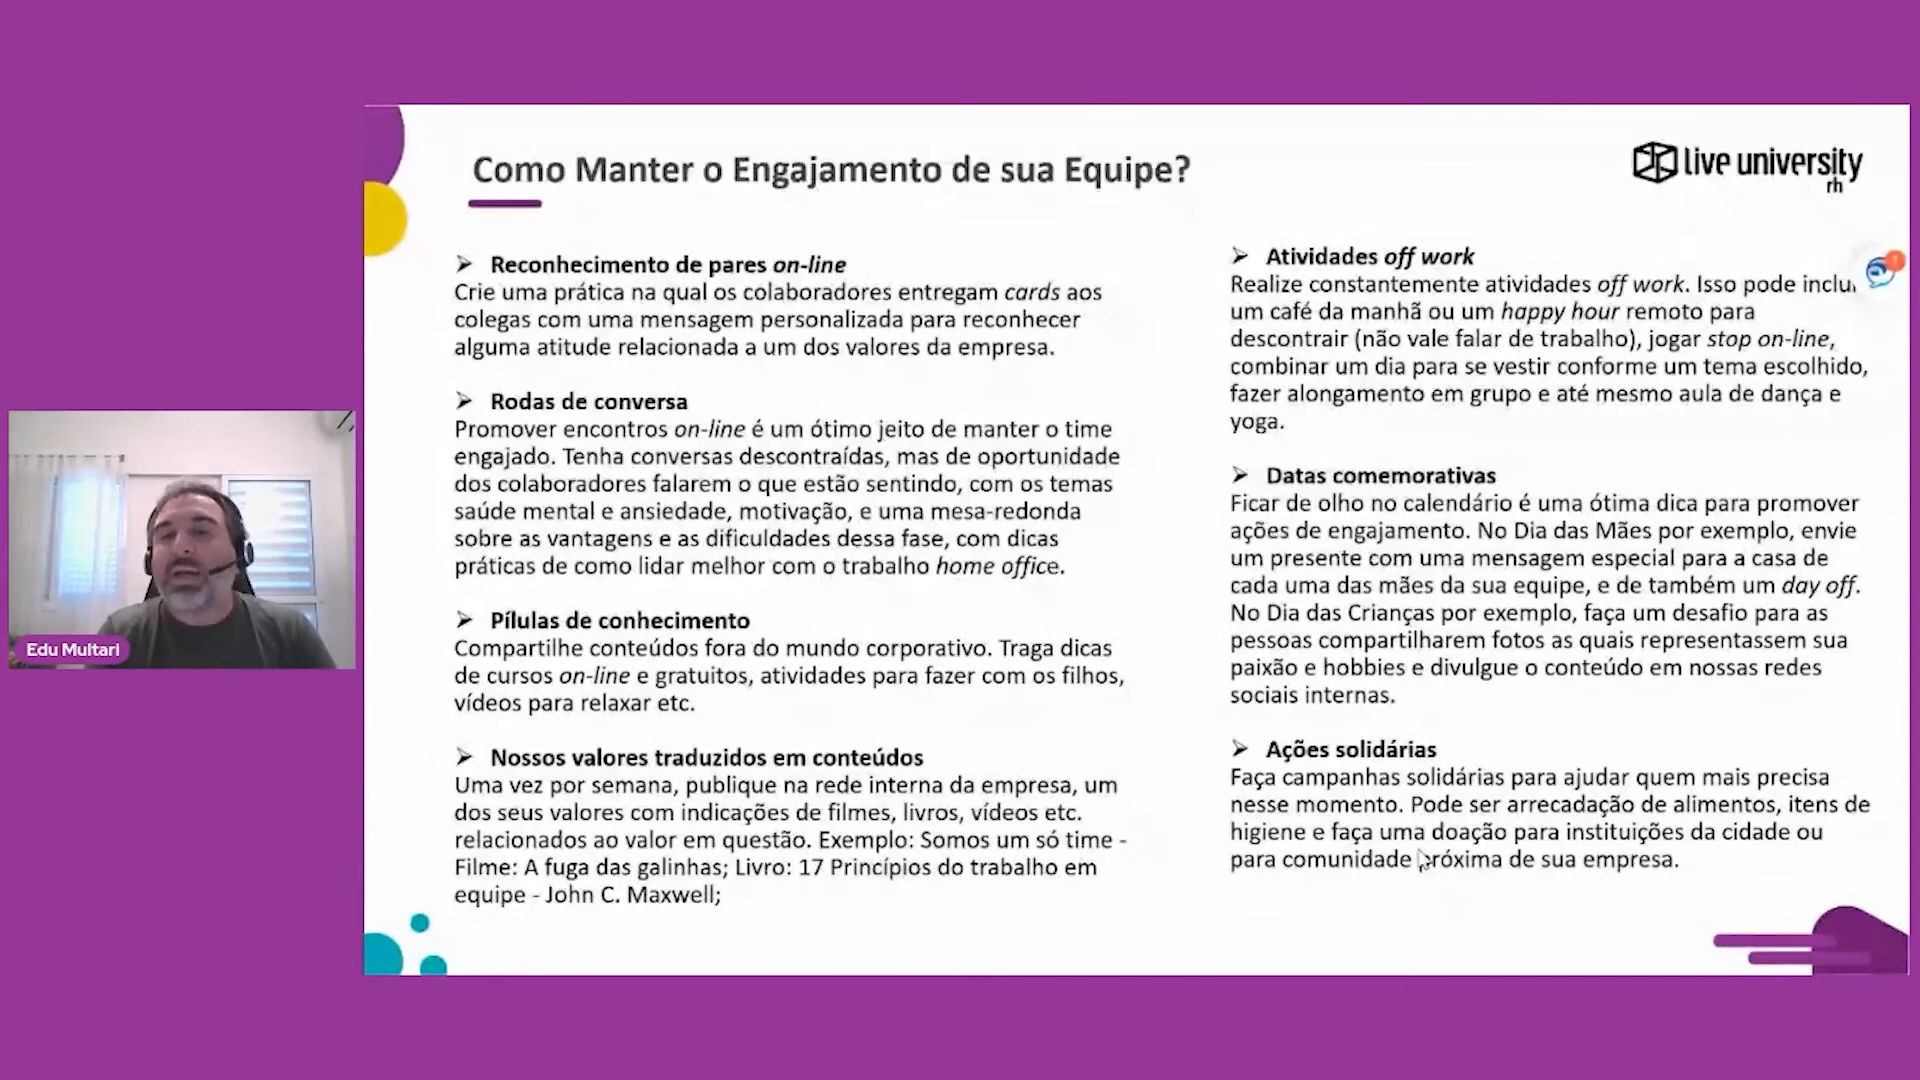 Como Manter o Engajamento de sua Equipe?
live university
rh
Reconhecimento de pares on-line
Crie uma prática na qual os colaboradores entregam cards aos
colegas com uma mensagem personalizada para reconhecer
alguma atitude relacionada a um dos valores da empresa.
Rodas de conversa
Promover encontros on-line é um ótimo jeito de manter o time
engajado. Tenha conversas descontraídas, mas de oportunidade
dos colaboradores falarem o que estão sentindo, com os temas
saúde mental e ansiedade, motivação, e uma mesa-redonda
sobre as vantagens e as dificuldades dessa fase, com dicas
práticas de como lidar melhor com o trabalho home office.
Pílulas de conhecimento
Compartilhe conteúdos fora do mundo corporativo. Traga dicas
de cursos on-line e gratuitos, atividades para fazer com os filhos,
vídeos para relaxar etc.
Nossos valores traduzidos em conteúdos
Uma vez por semana, publique na rede interna da empresa, um
dos seus valores com indicações de filmes, livros, vídeos etc.
relacionados ao valor em questão. Exemplo: Somos um só time -
Filme: A fuga das galinhas; Livro: 17 Princípios do trabalho em
equipe - John C. Maxwell;
Atividades off work
Realize constantemente atividades off work. Isso pode inclui
um café da manhã ou um happy hour remoto para
descontrair (não vale falar de trabalho), jogar stop on-line,
combinar um dia para se vestir conforme um tema escolhido,
fazer alongamento em grupo e até mesmo aula de dança e
yoga.
Datas comemorativas
Ficar de olho no calendário é uma ótima dica para promover
ações de engajamento. No Dia das Mães por exemplo, envie
um presente com uma mensagem especial para a casa de
cada uma das mães da sua equipe, e de também um day off.
No Dia das Crianças por exemplo, faça um desafio para as
pessoas compartilharem fotos as quais representassem sua
paixão e hobbies e divulgue o conteúdo em nossas redes
sociais internas.
Ações solidárias
Faça campanhas solidárias para ajudar quem mais precisa
nesse momento. Pode ser arrecadação de alimentos, itens de
higiene e faça uma doação para instituições da cidade ou
para comunidade próxima de sua empresa.
1
Edu Multari